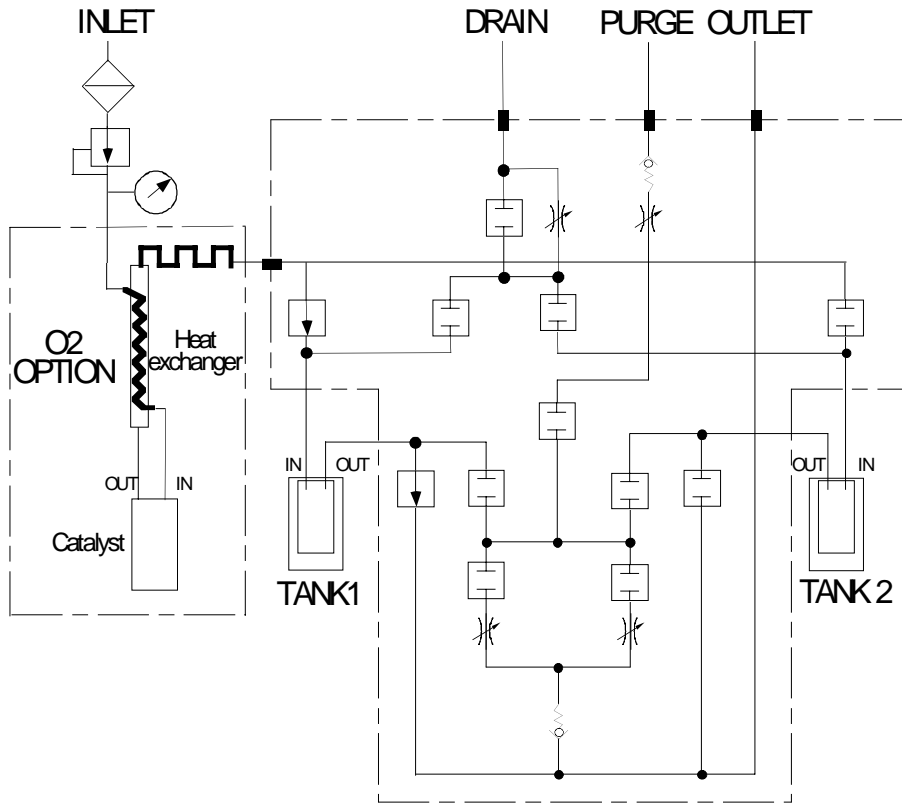 INLET
DRAIN
PURGE
OUTLET
O2
OPTION
Heat
exchanger
OUT
IN
Catalyst
IN
OUT
TANK1
OUT
IN
TANK 2